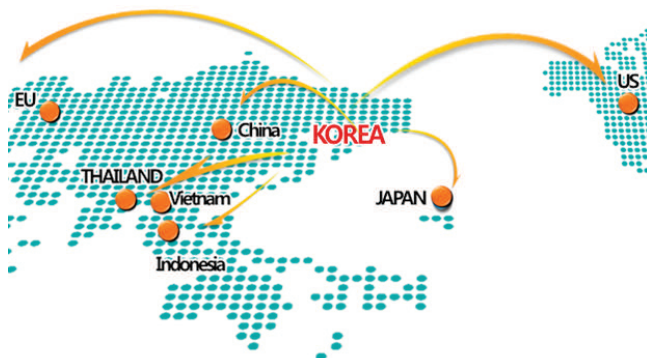 US
EU
China
KOREA
THAILAND
Vietnam
JAPAN
Indonesia